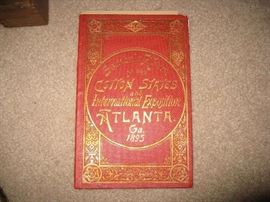 COTTON STATES
and
International Exposition
ATLANTA.
Ga.
1895